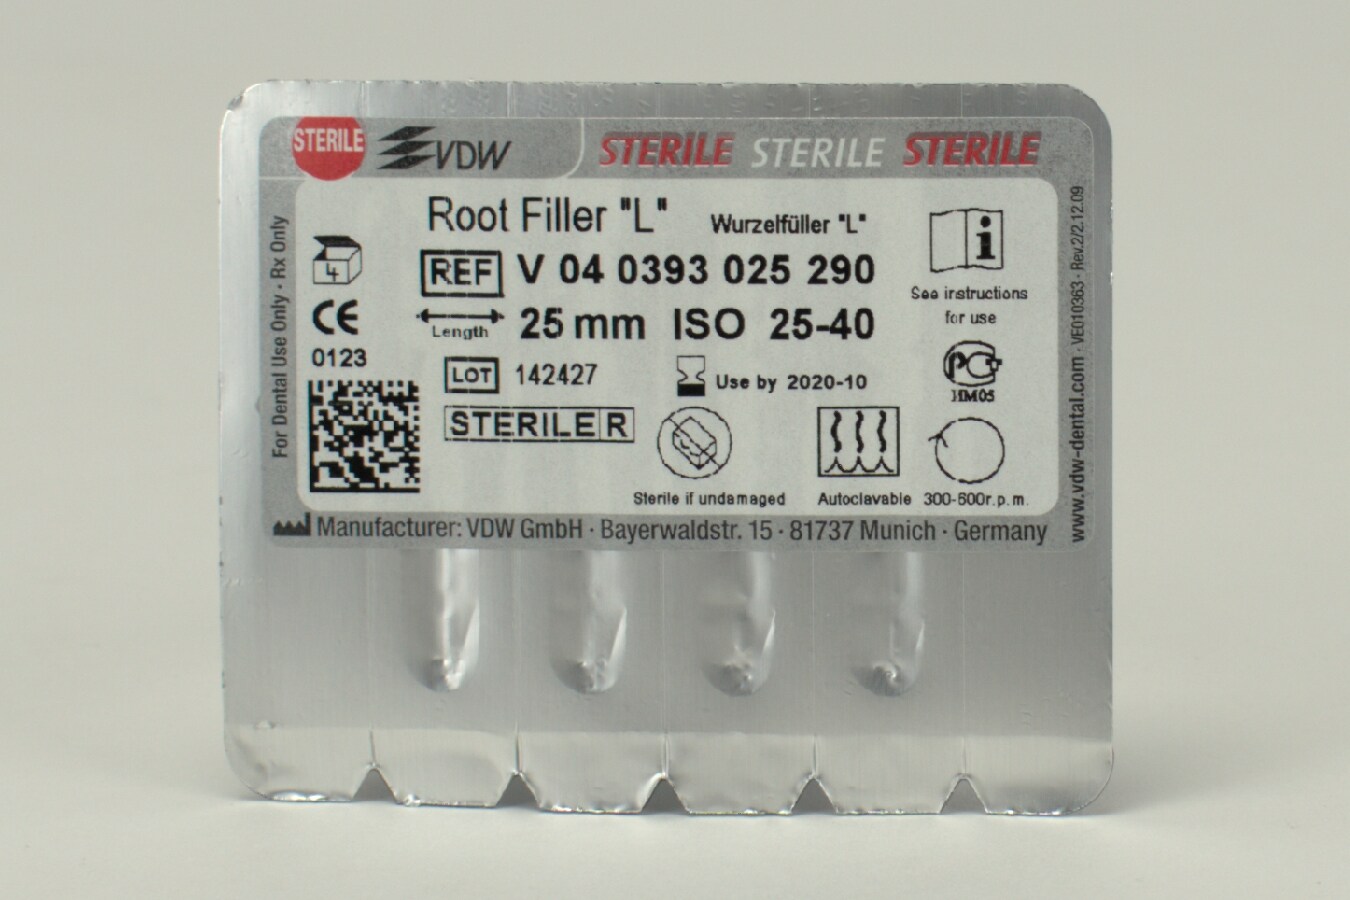 STERILE VDW STERILE STERILE STERILE
Root Filler "L" Wurzelfüller "L"
4
REF V 04 0393 025 290
CE 0123
Length 25 mm ISO 25-40
See instructions
for use
LOT 142427 Use by 2020-10
STERILE R
Sterile if undamaged Autoclavable 300-600r.p.m.
Manufacturer: VDW GmbH · Bayerwaldstr. 15 · 81737 Munich · Germany
For Dental Use Only · Rx Only
www.vdw-dental.com · VE010363 · Rev.2/2.12.09